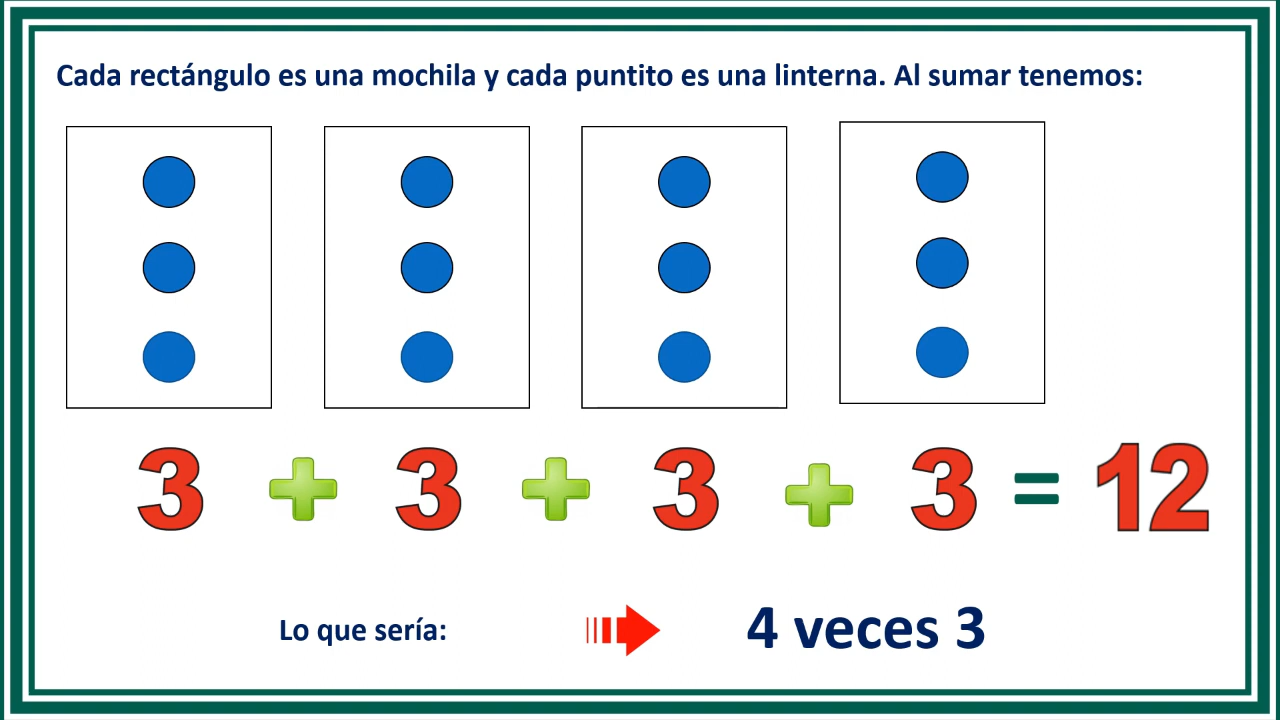 Cada rectángulo es una mochila y cada puntito es una linterna. Al sumar tenemos:
3 + 3 + 3 + 3 = 12
Lo que sería: 4 veces 3